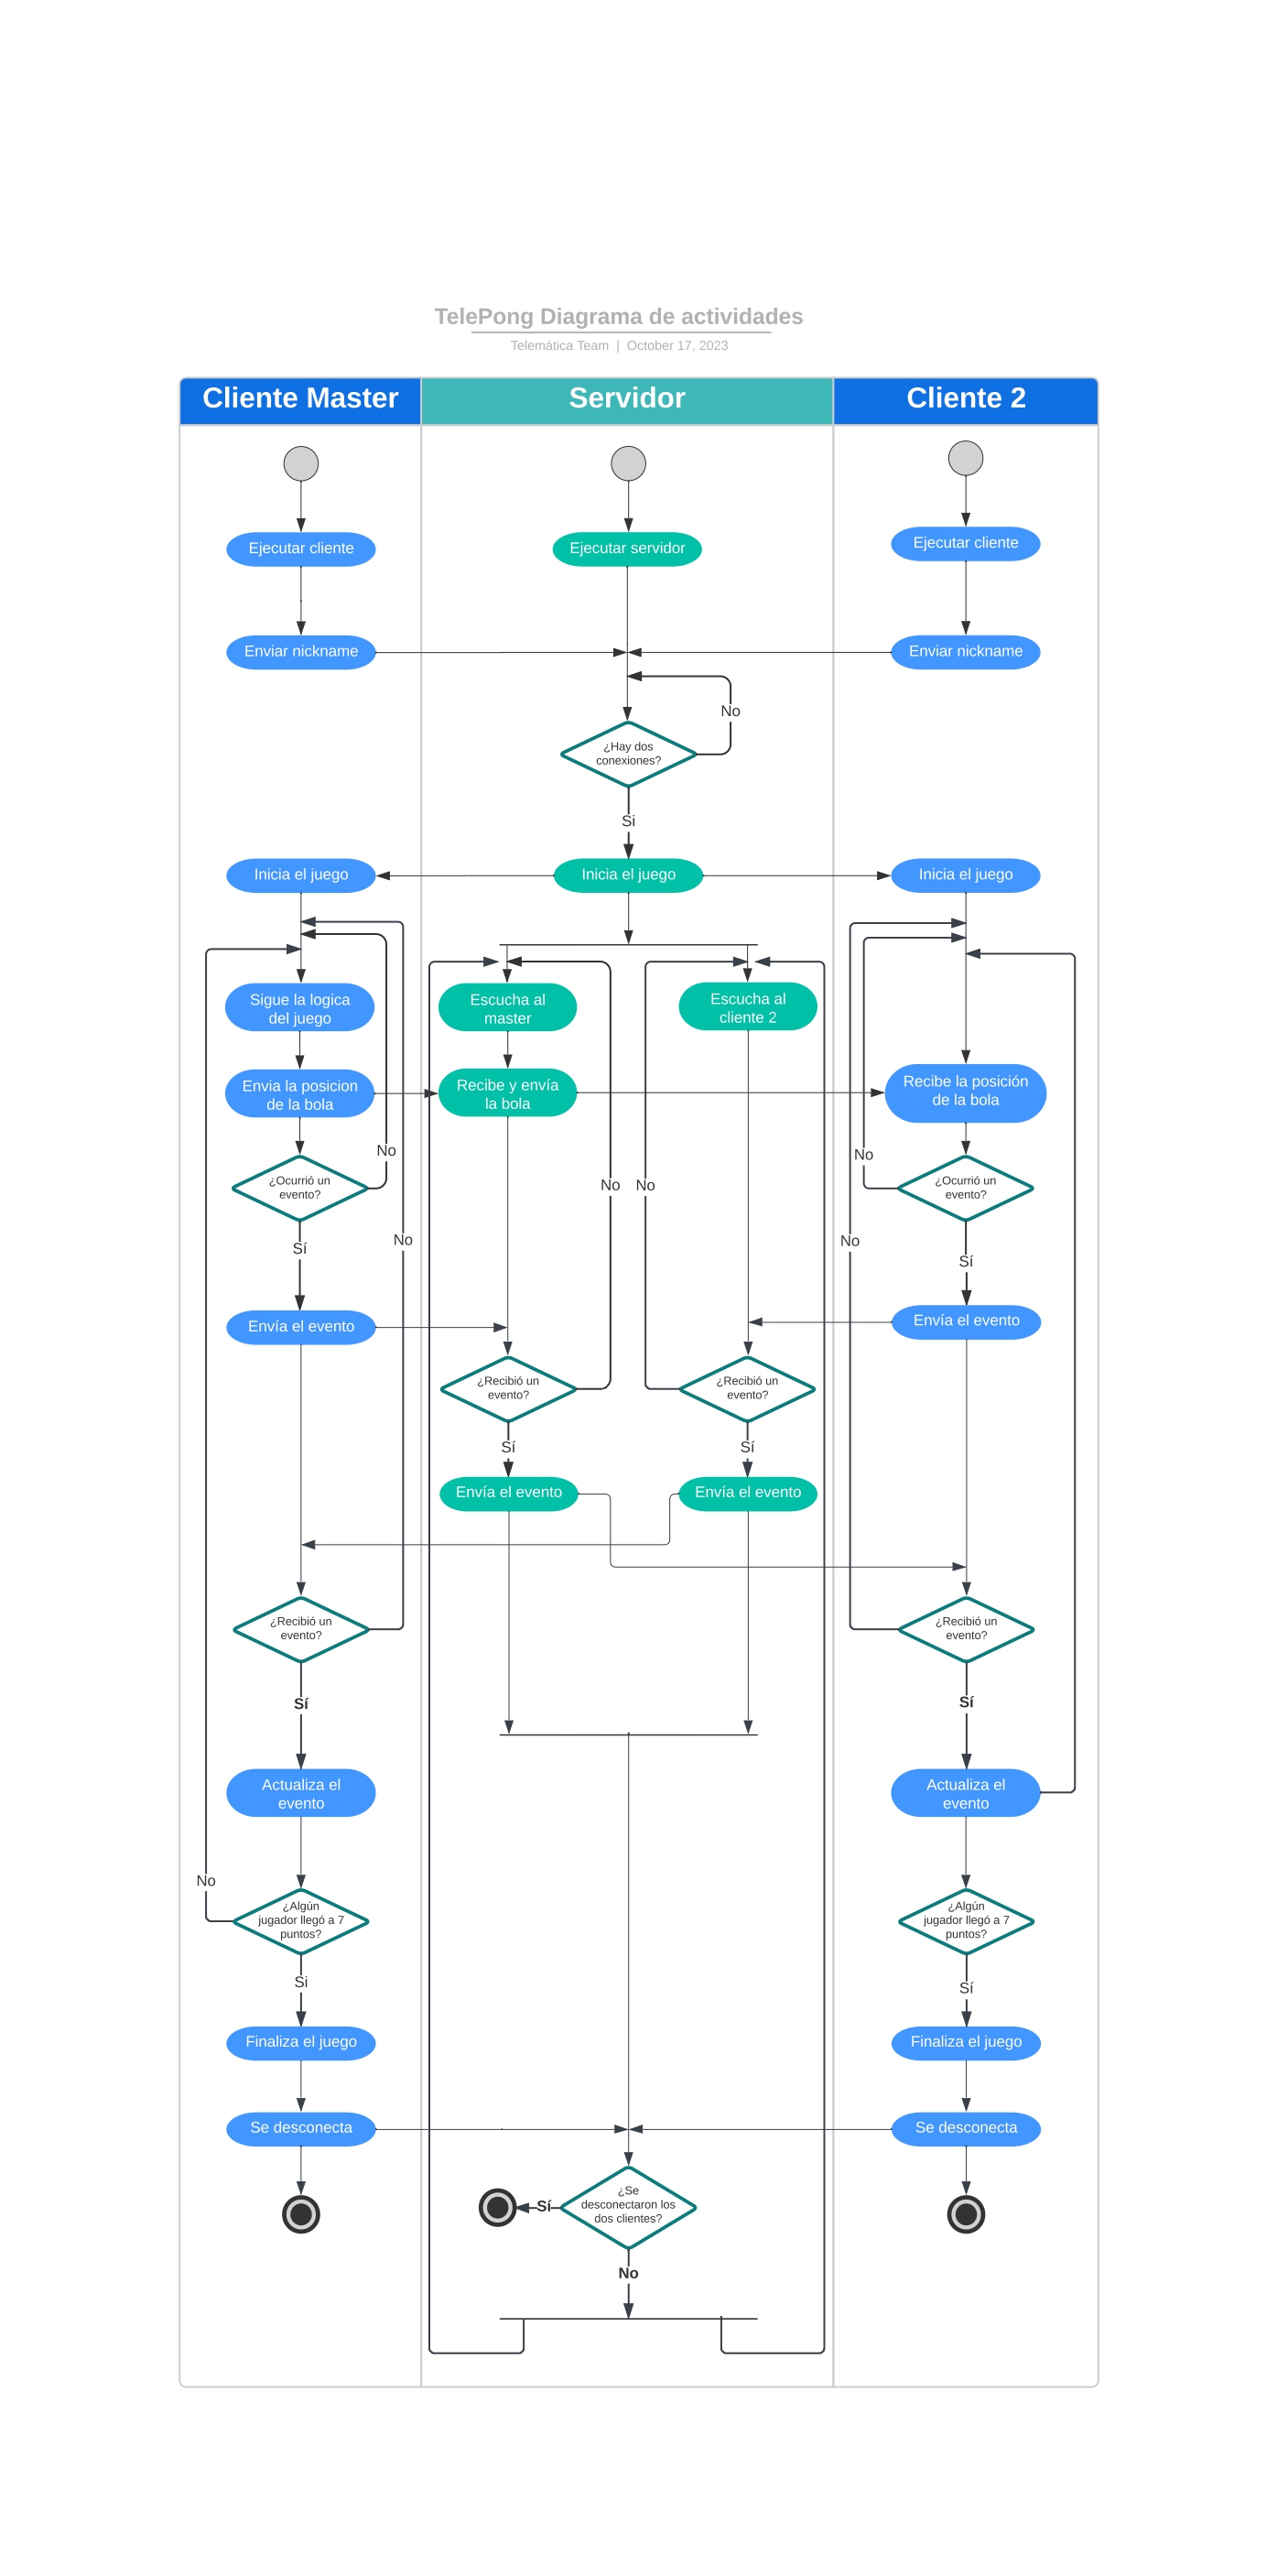 TelePong Diagrama de actividades
Telemática Team | October 17, 2023
Cliente Master
Servidor
Cliente 2
Ejecutar cliente
Ejecutar servidor
Ejecutar cliente
Enviar nickname
Enviar nickname
No
¿Hay dos
conexiones?
Si
Inicia el juego
Inicia el juego
Inicia el juego
Sigue la logica
del juego
Escucha al
master
Escucha al
cliente 2
Envia la posicion
de la bola
Recibe y envía
la bola
Recibe la posición
de la bola
No
No
¿Ocurrió un
evento?
No
No
¿Ocurrió un
evento?
Sí
No
No
Sí
Envía el evento
Envía el evento
¿Recibió un
evento?
¿Recibió un
evento?
Sí
Sí
Envía el evento
Envía el evento
¿Recibió un
evento?
¿Recibió un
evento?
Sí
Sí
Actualiza el
evento
Actualiza el
evento
No
¿Algún
jugador llegó a 7
puntos?
¿Algún
jugador llegó a 7
puntos?
Si
Sí
Finaliza el juego
Finaliza el juego
Se desconecta
Se desconecta
Sí
¿Se
desconectaron los
dos clientes?
No